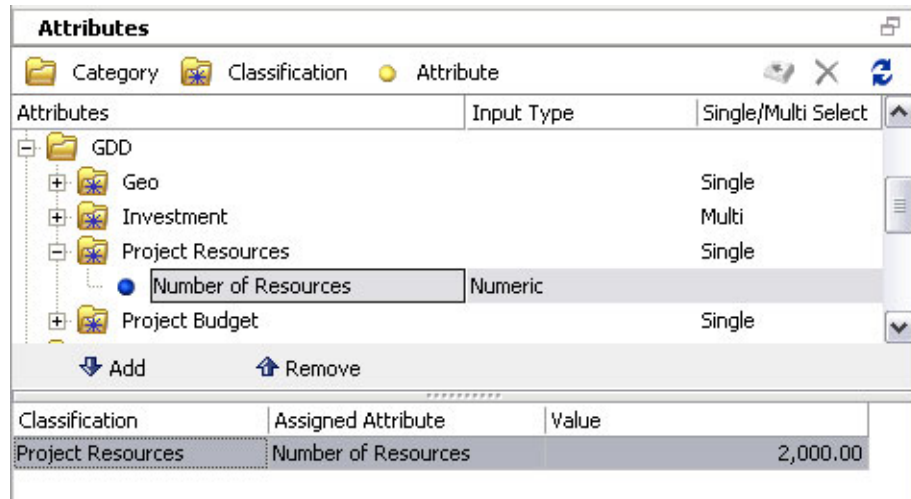 Attributes
Category Classification Attribute
Attributes Input Type Single/Multi Select
GDD
Geo Single
Investment Multi
Project Resources Single
Number of Resources Numeric
Project Budget Single
Add Remove
Classification Assigned Attribute Value
Project Resources Number of Resources 2,000.00